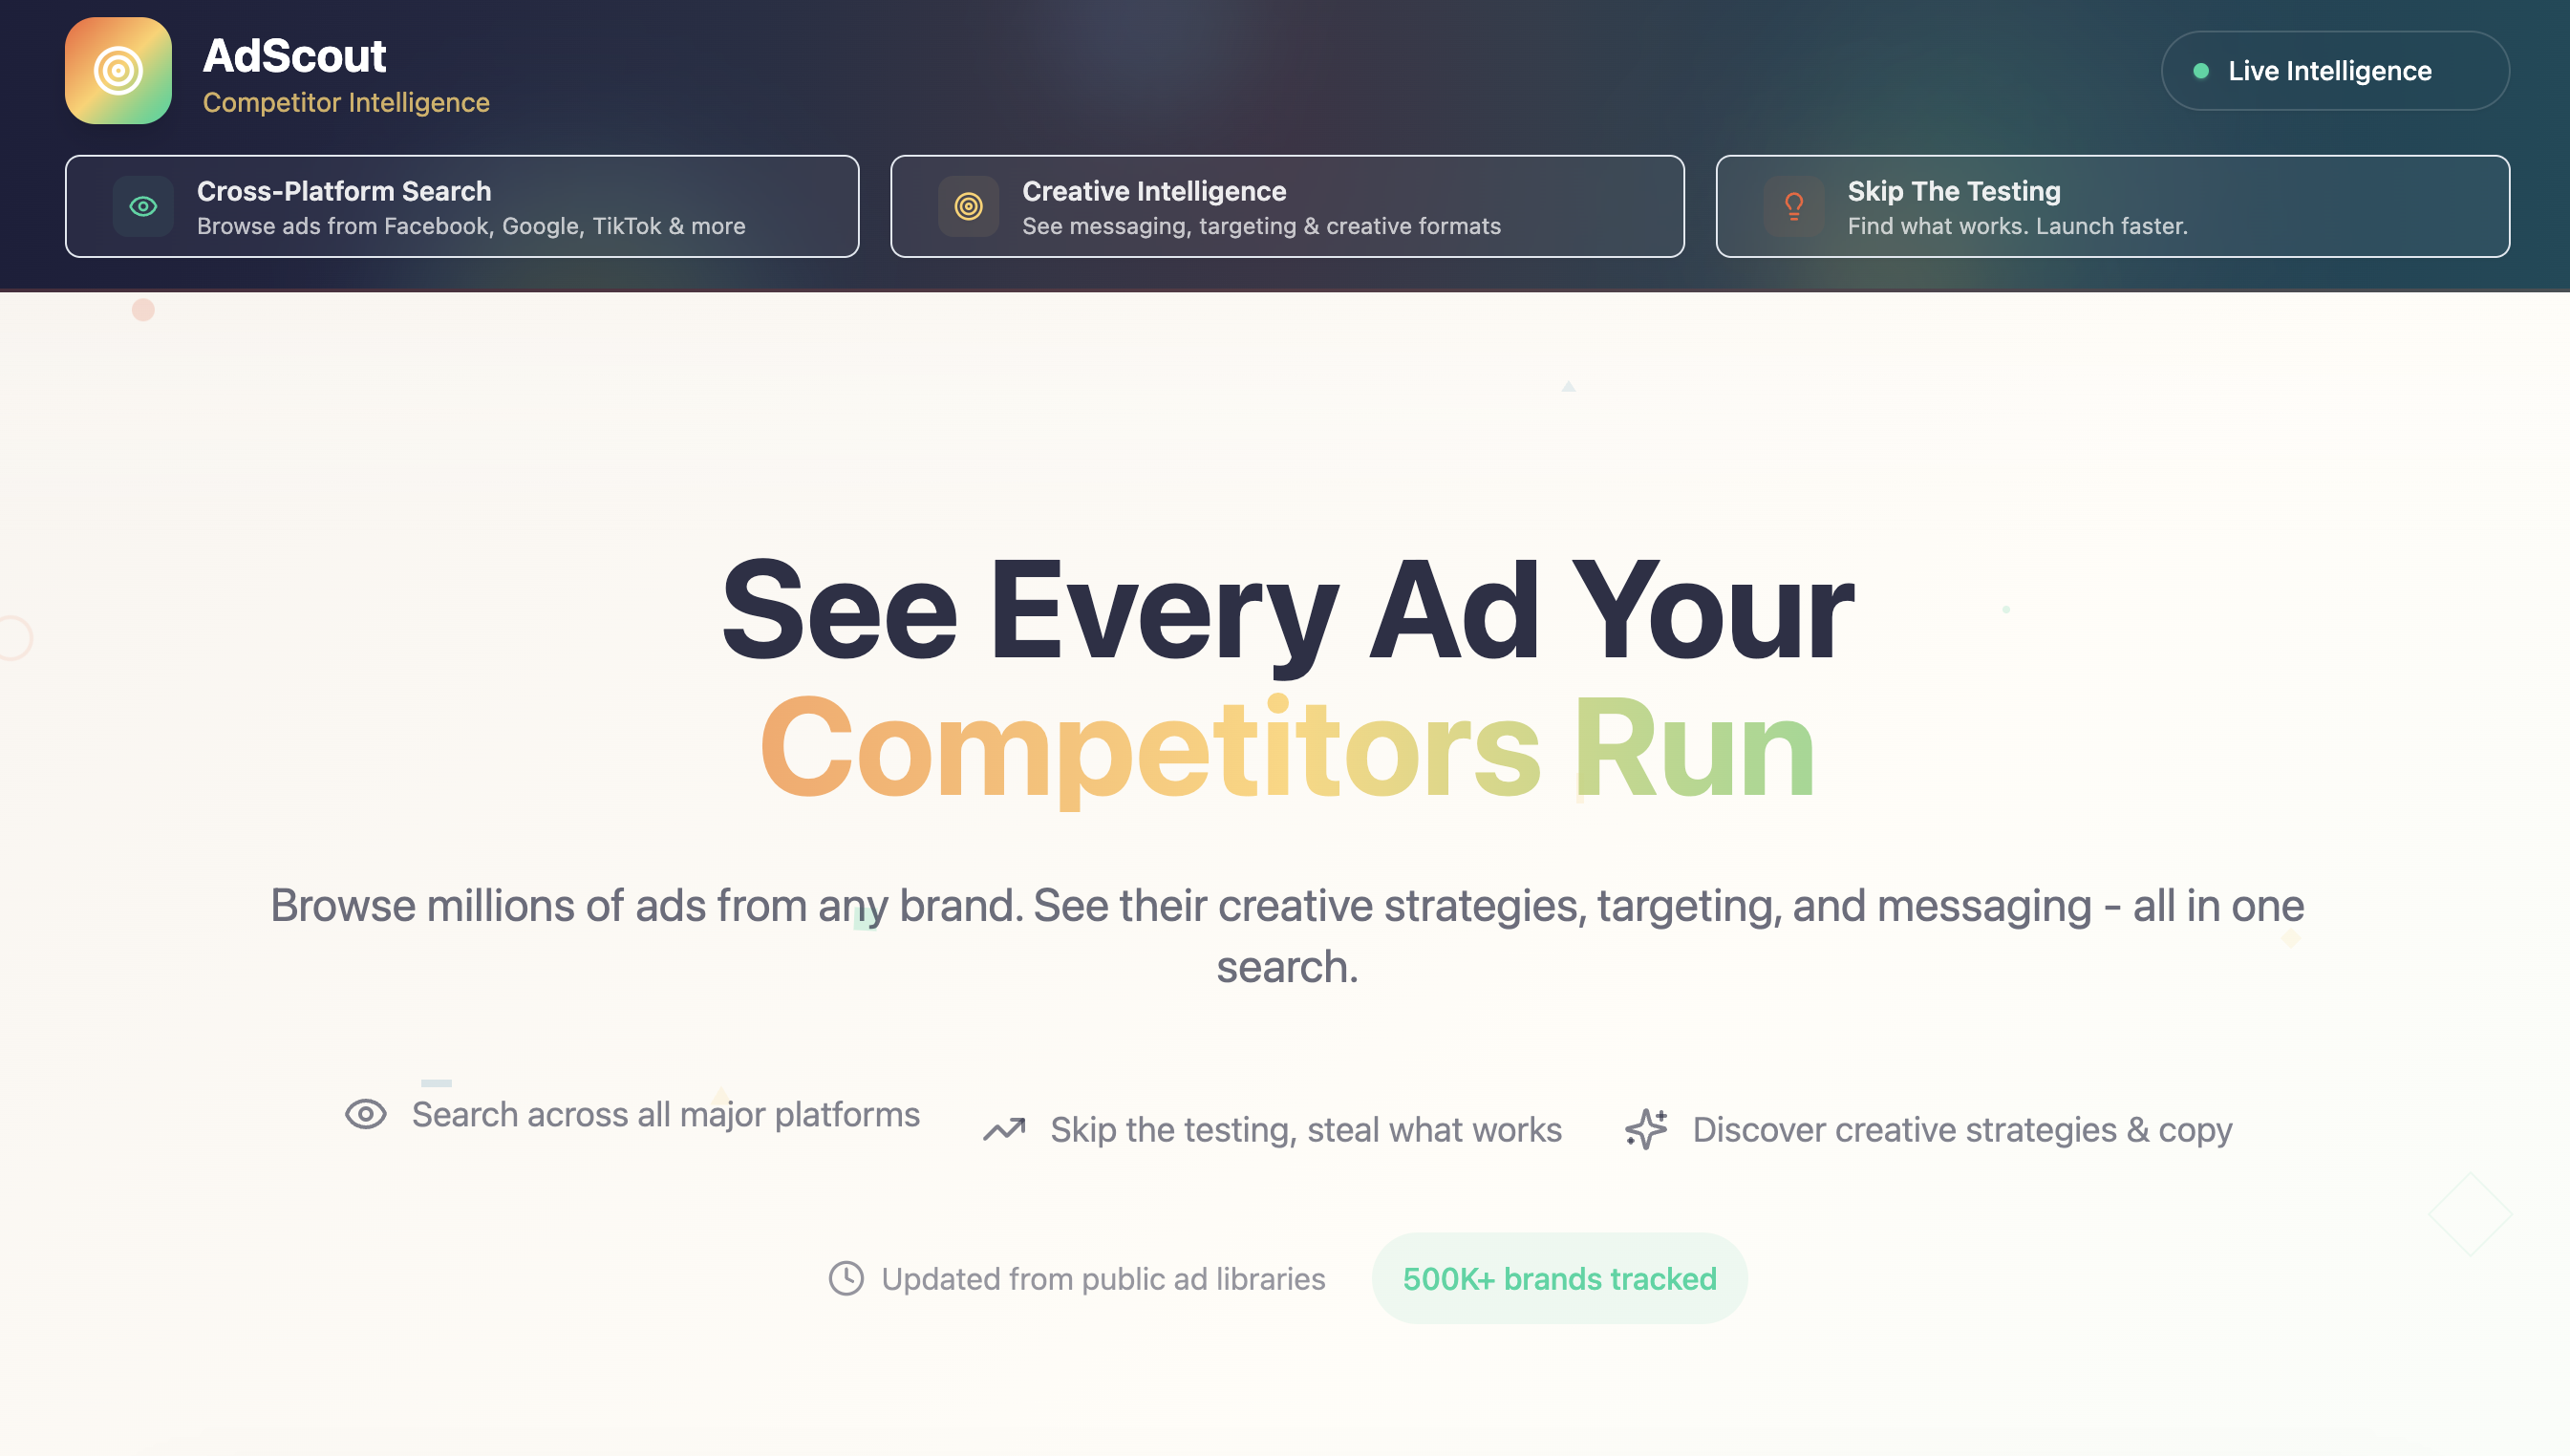 AdScout
Competitor Intelligence
Live Intelligence
Cross-Platform Search
Browse ads from Facebook, Google, TikTok & more
Creative Intelligence
See messaging, targeting & creative formats
Skip The Testing
Find what works. Launch faster.
See Every Ad Your
Competitors Run
Browse millions of ads from any brand. See their creative strategies, targeting, and messaging - all in one
search.
Search across all major platforms
Skip the testing, steal what works
Discover creative strategies & copy
Updated from public ad libraries
500K+ brands tracked